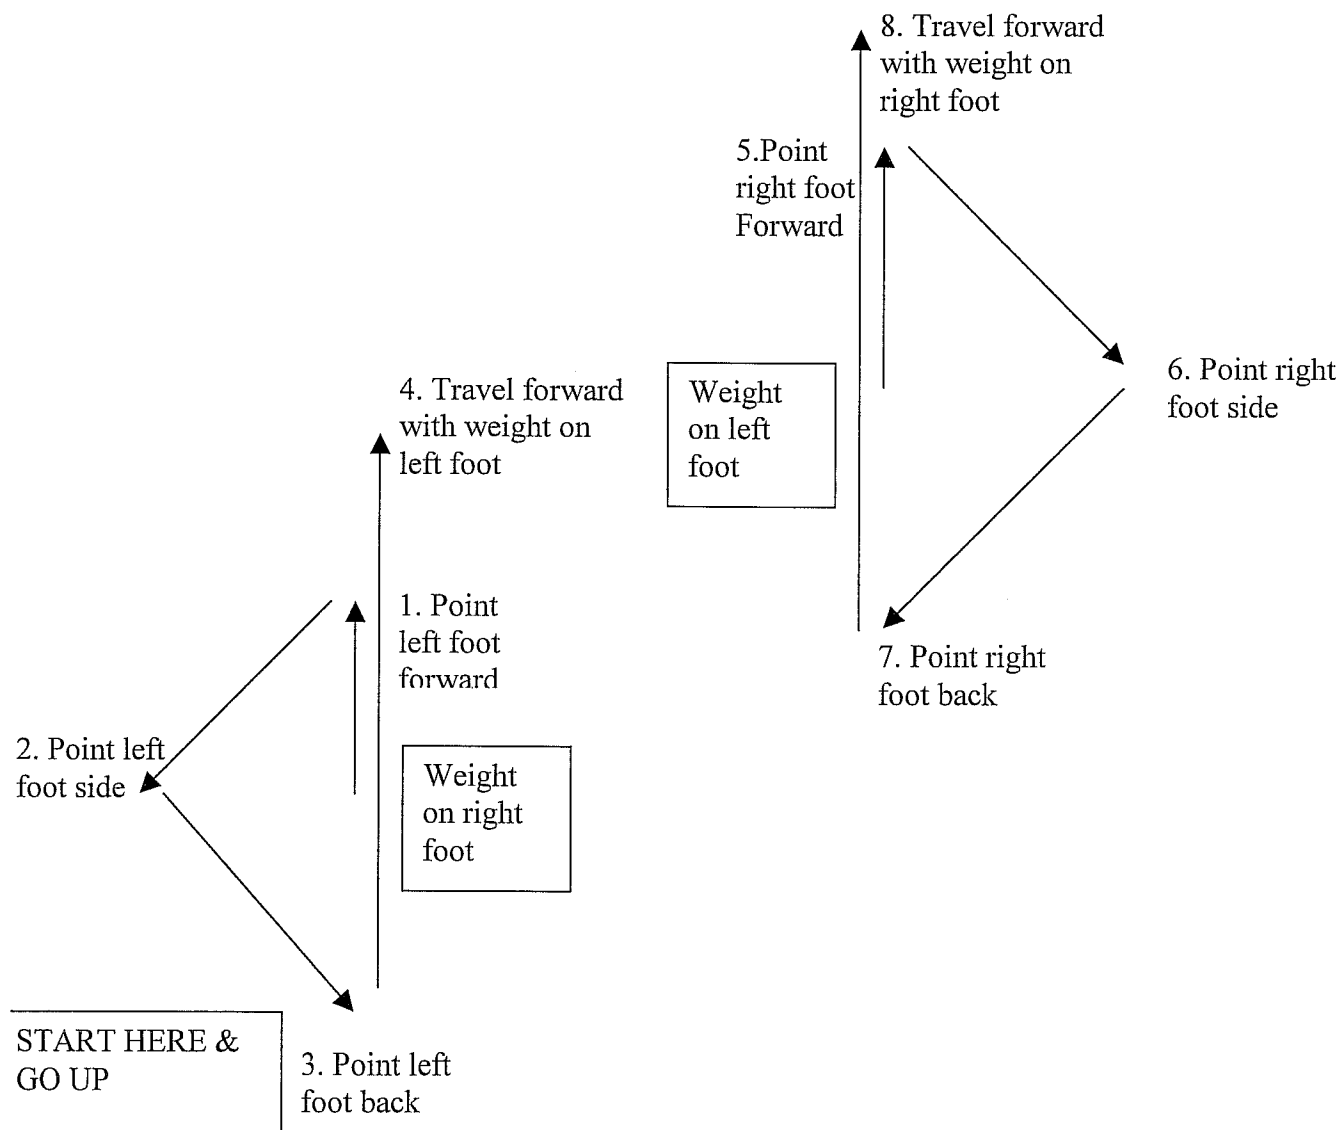 8. Travel forward
with weight on
right foot
5.Point
right foot
Forward
6. Point right
foot side
Weight
on left
foot
4. Travel forward
with weight on
left foot
7. Point right
foot back
1. Point
left foot
forward
2. Point left
foot side
Weight
on right
foot
START HERE &
GO UP
3. Point left
foot back